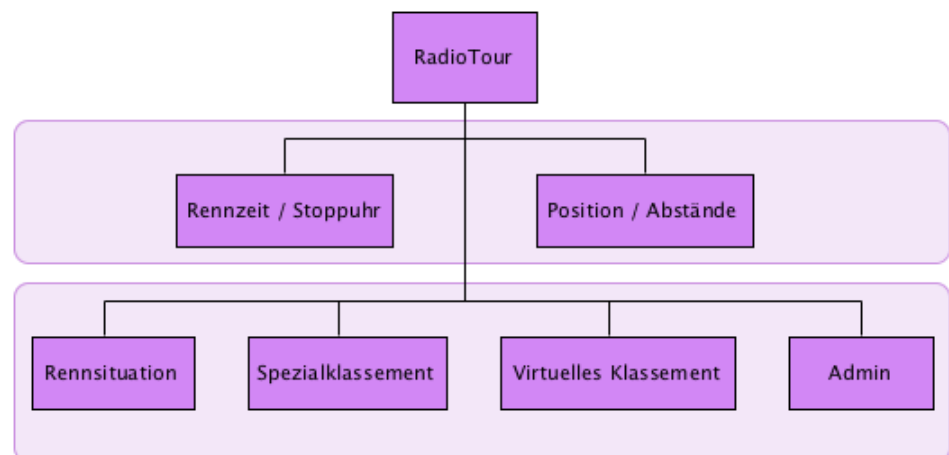 RadioTour
Rennzeit / Stoppuhr
Position / Abstände
Rennsituation
Spezialklassement
Virtuelles Klassement
Admin